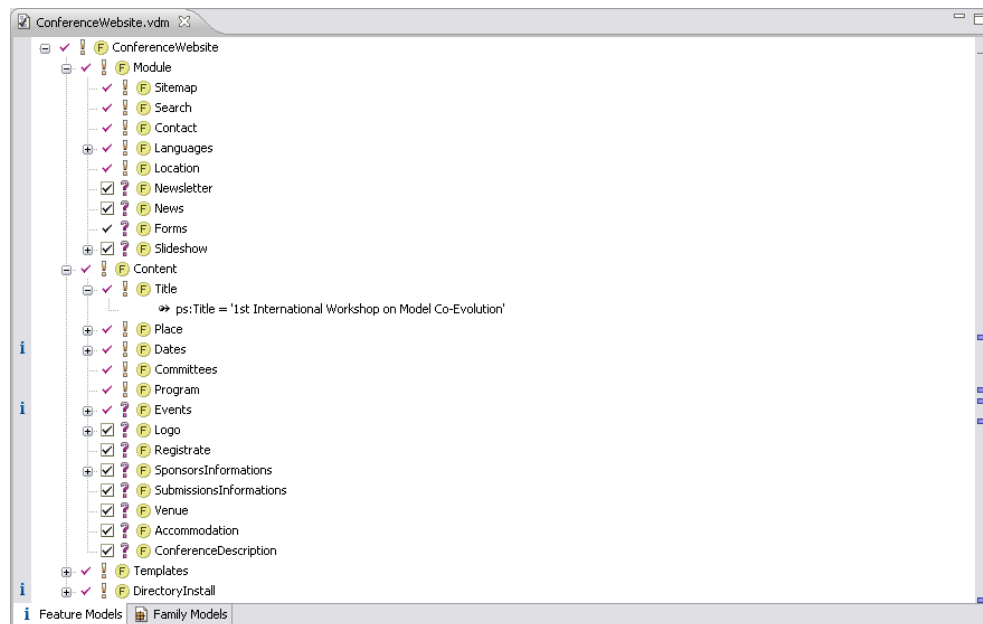 ConferenceWebsite.vdm
ConferenceWebsite
Module
Sitemap
Search
Contact
Languages
Location
Newsletter
News
Forms
Slideshow
Content
Title
ps:Title = '1st International Workshop on Model Co-Evolution'
Place
Dates
Committees
Program
Events
Logo
Registrate
SponsorsInformations
SubmissionsInformations
Venue
Accommodation
ConferenceDescription
Templates
DirectoryInstall
Feature Models Family Models